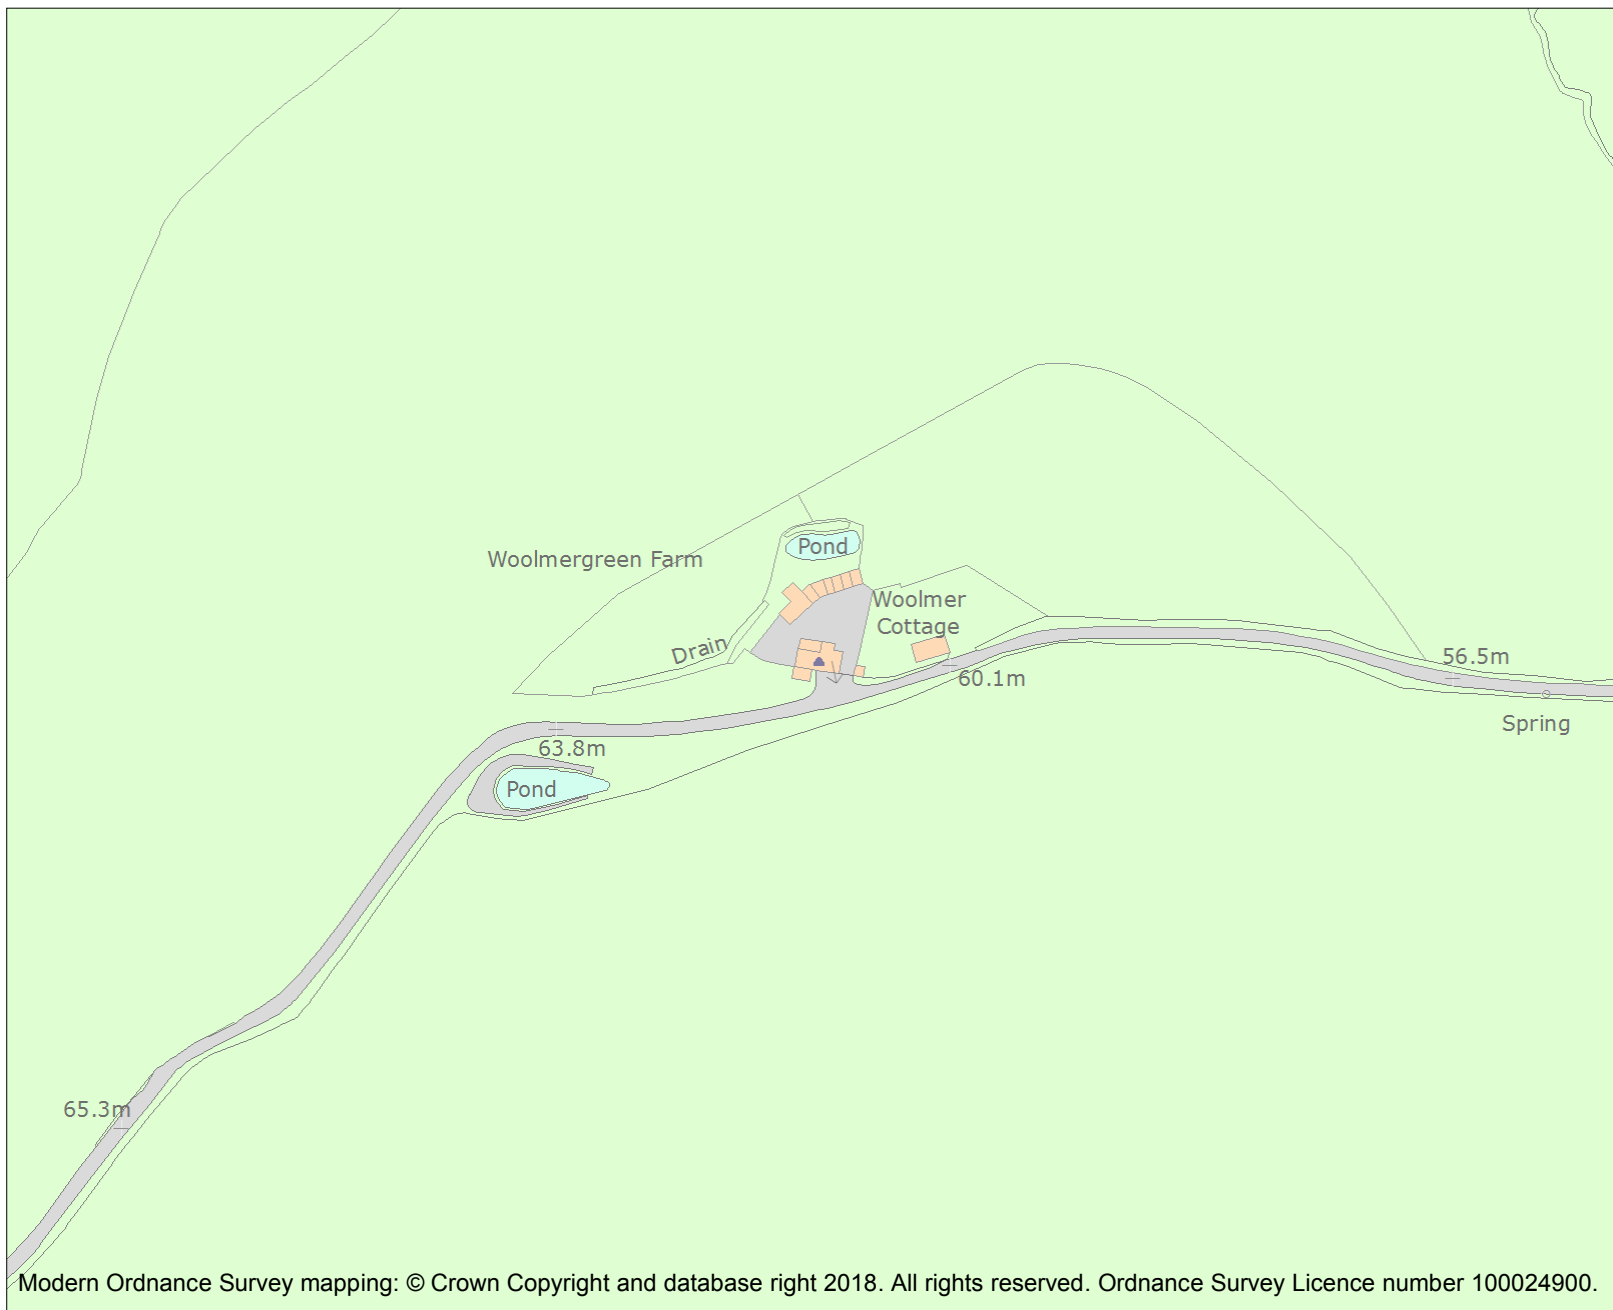 Pond
Woolmergreen Farm
Woolmer
Cottage
Drain
56.5m
60.1m
Spring
63.8m
Pond
65.3m
Modern Ordnance Survey mapping: © Crown Copyright and database right 2018. All rights reserved. Ordnance Survey Licence number 100024900.